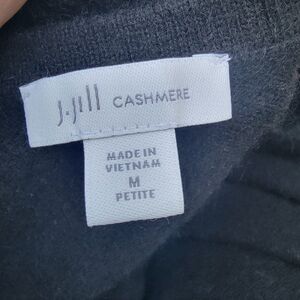 J.Jill CASHMERE
MADE IN
VIETNAM
M
PETITE